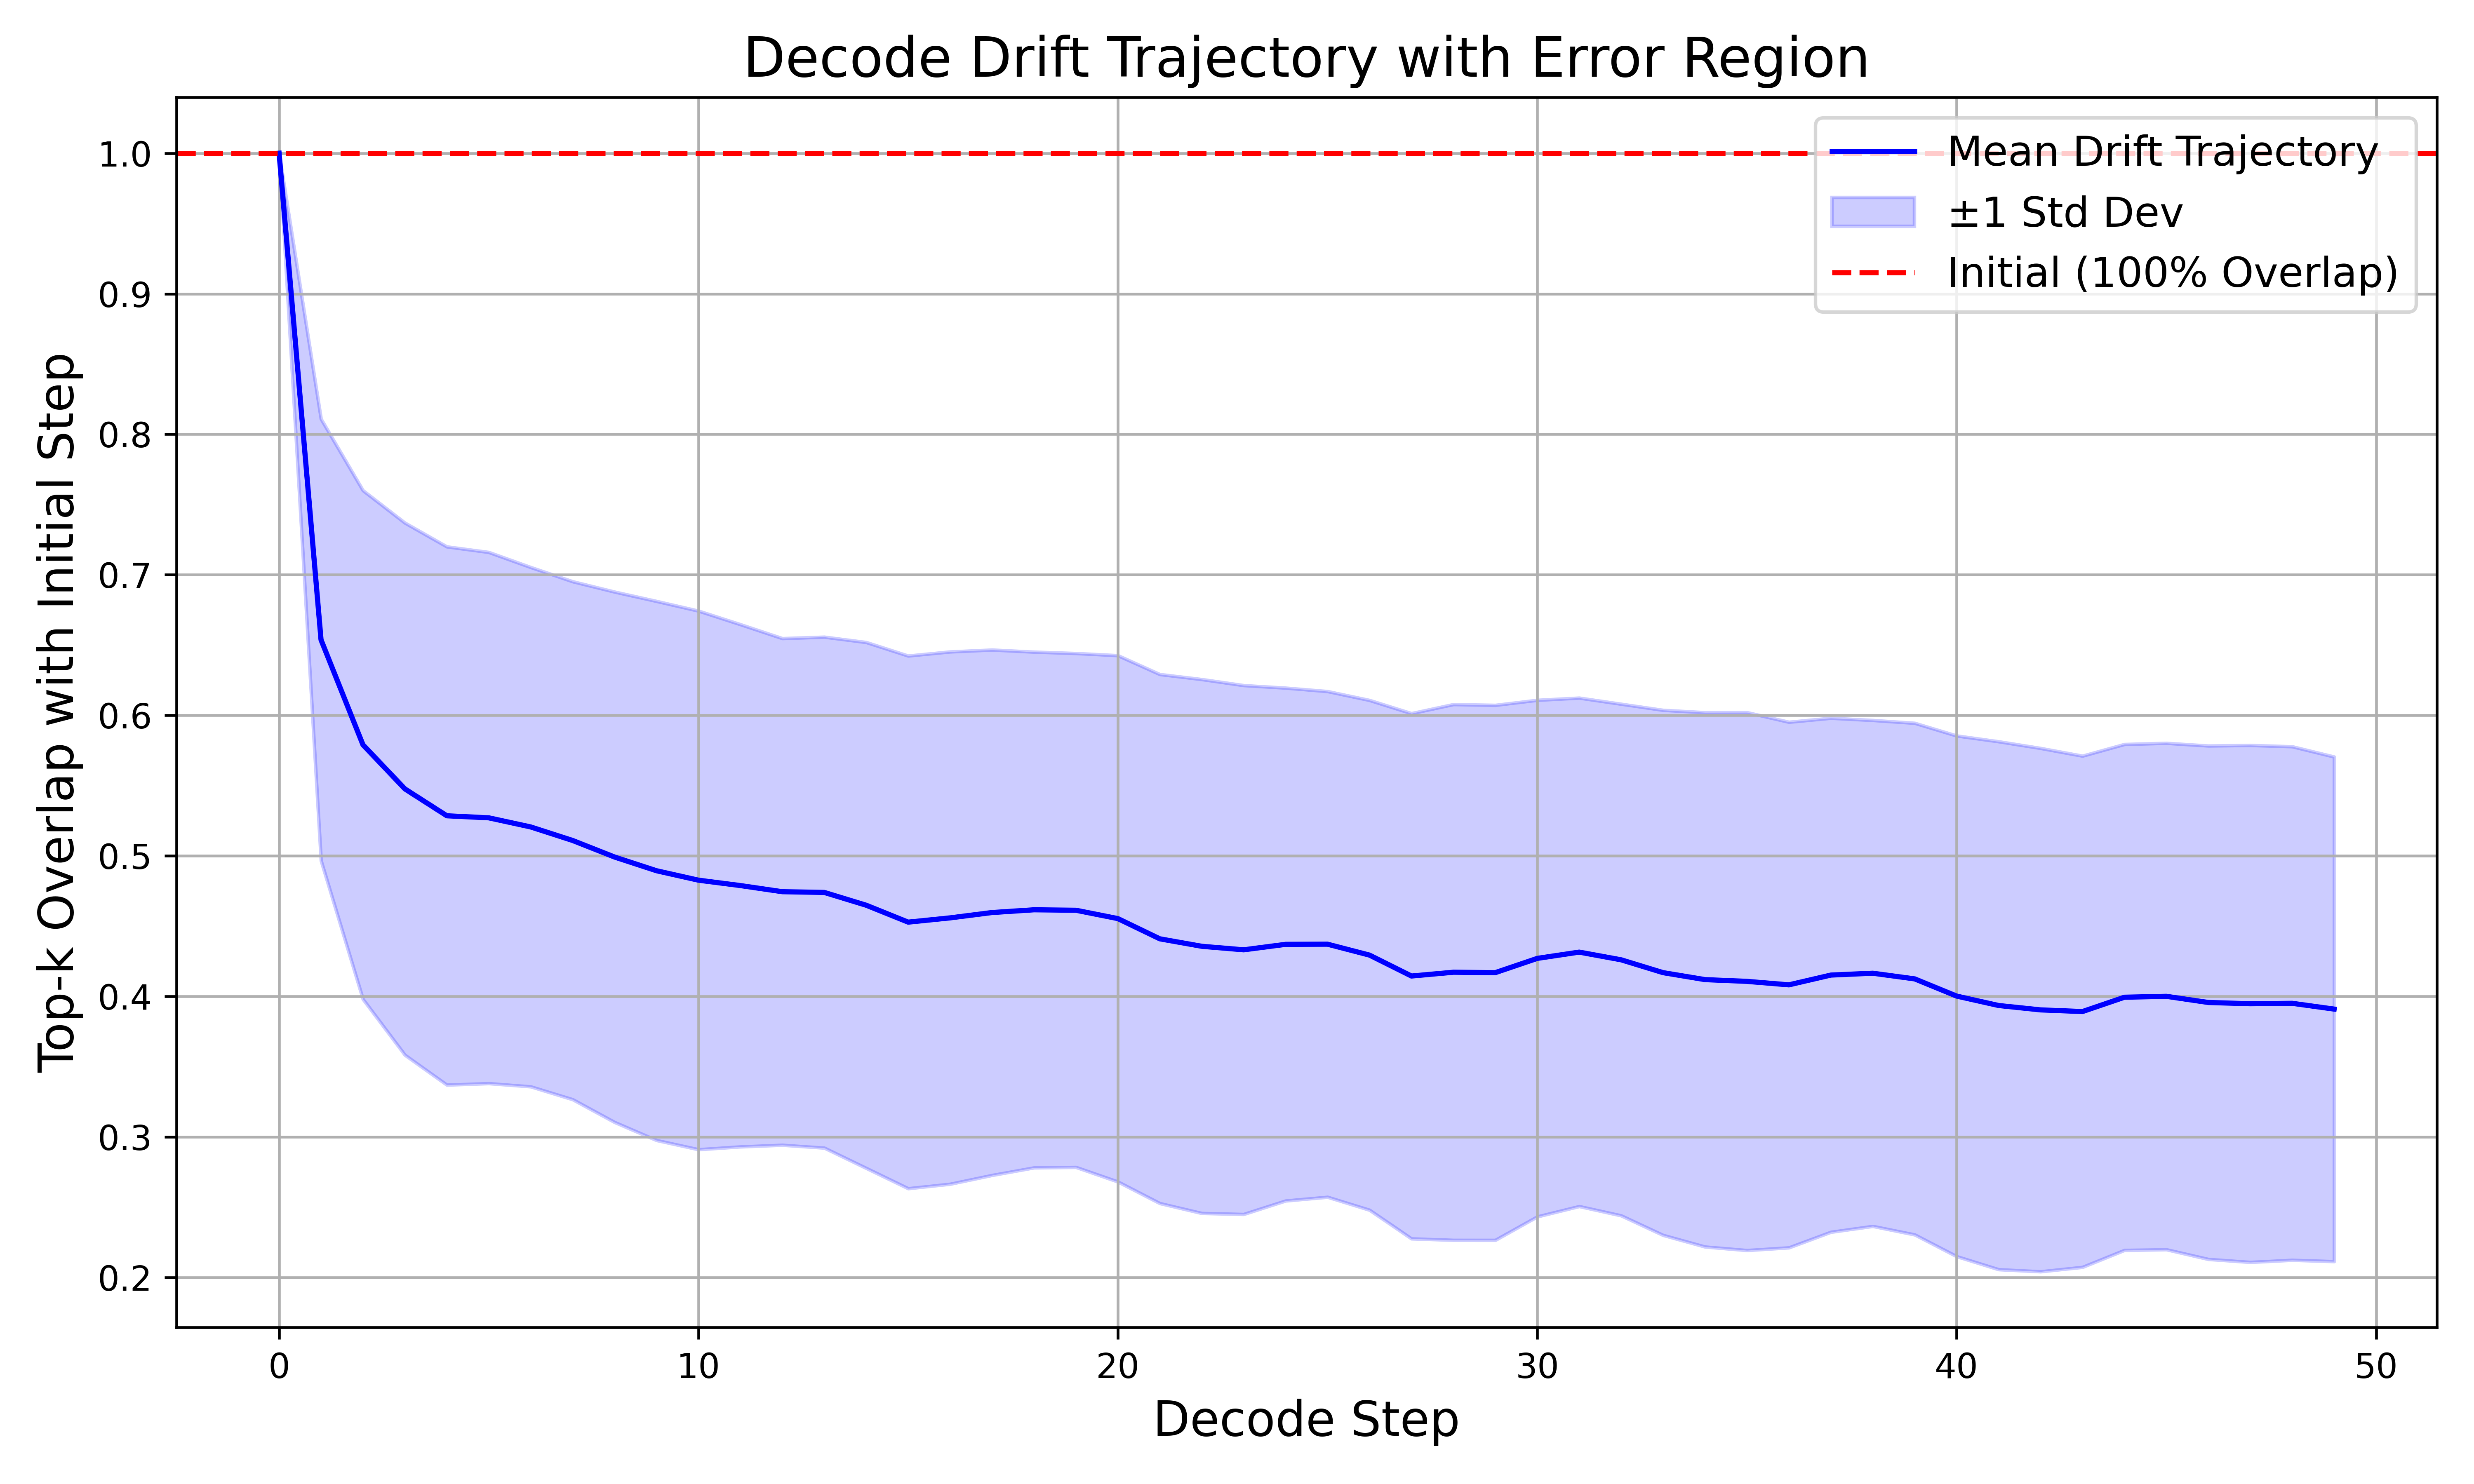 Decode Drift Trajectory with Error Region
Mean Drift Trajectory
±1 Std Dev
Initial (100% Overlap)
Top-k Overlap with Initial Step
1.0
0.9
0.8
0.7
0.6
0.5
0.4
0.3
0.2
0 10 20 30 40 50
Decode Step